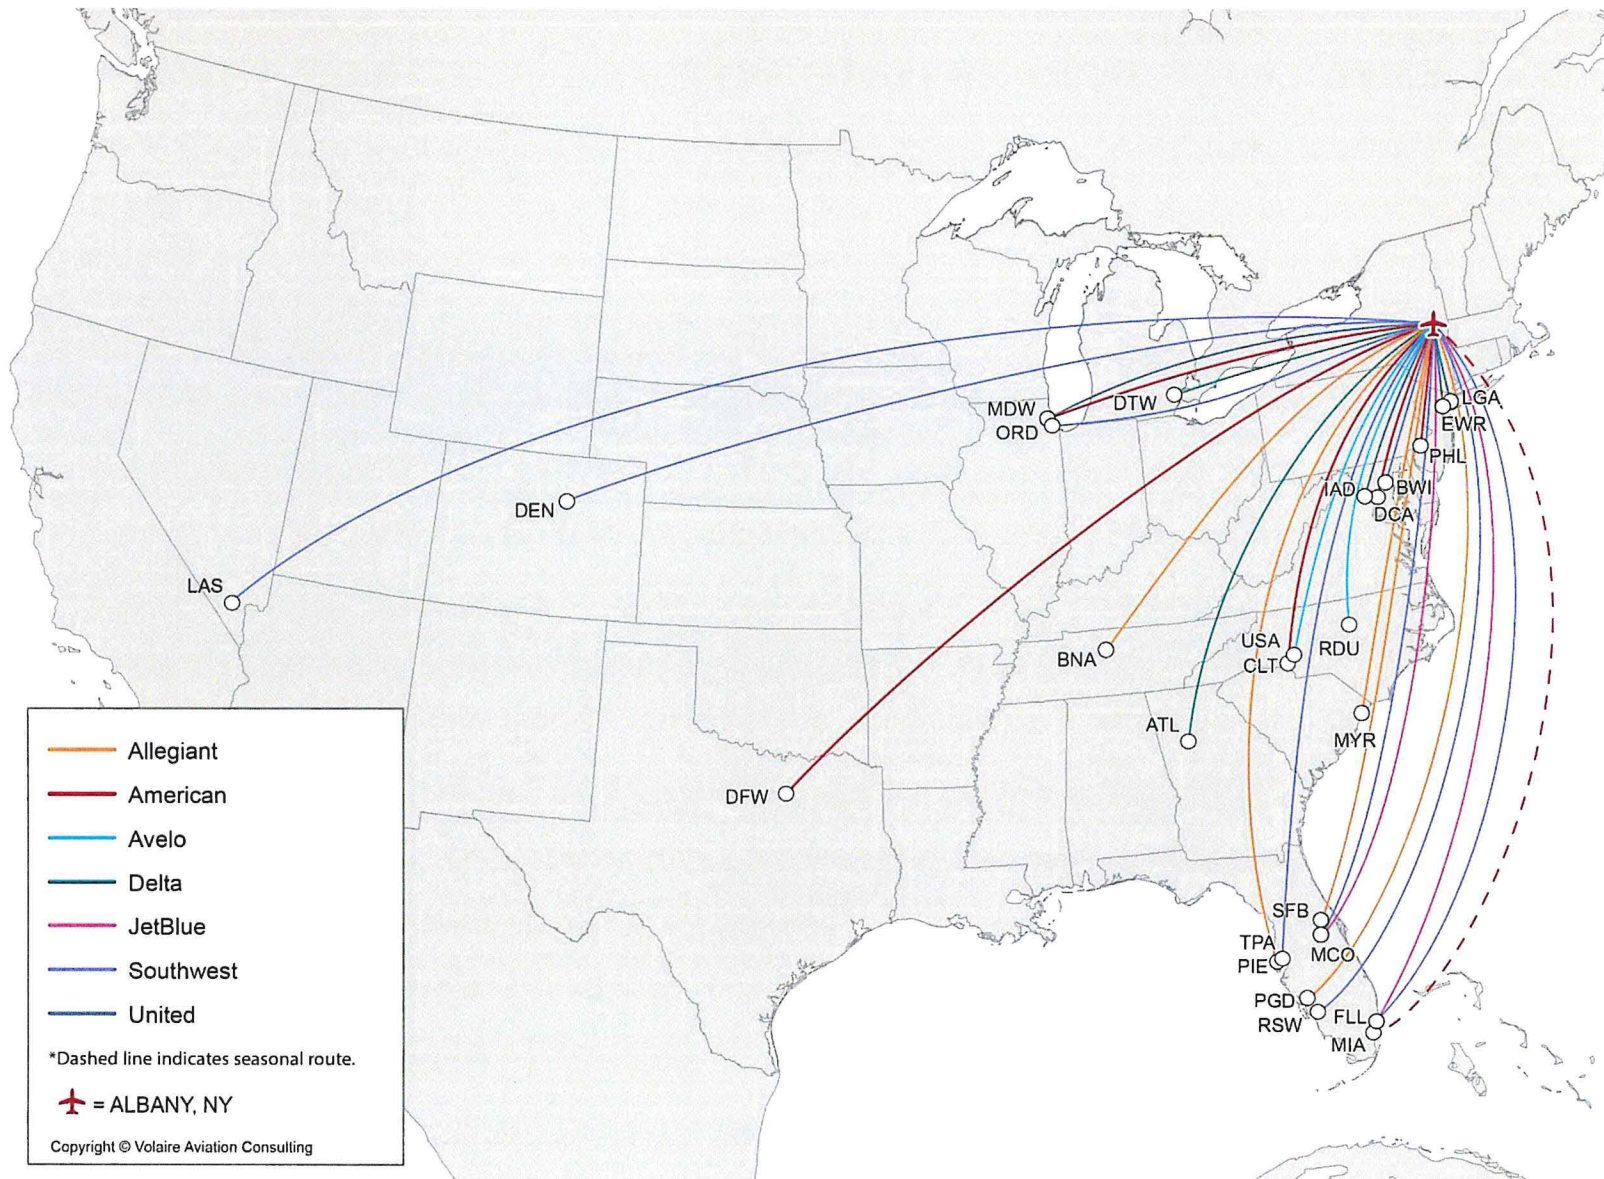 LGA
EWR
MDW
DTW
ORD
PHL
IAD
BWI
DCA
DEN
LAS
USA
RDU
BNA
CLT
ATL
MYR
DFW
SFB
TPA
MCO
PIE
PGD
RSW
FLL
MIA
Allegiant
American
Avelo
Delta
JetBlue
Southwest
United
*Dashed line indicates seasonal route.
= ALBANY, NY
Copyright © Volaire Aviation Consulting